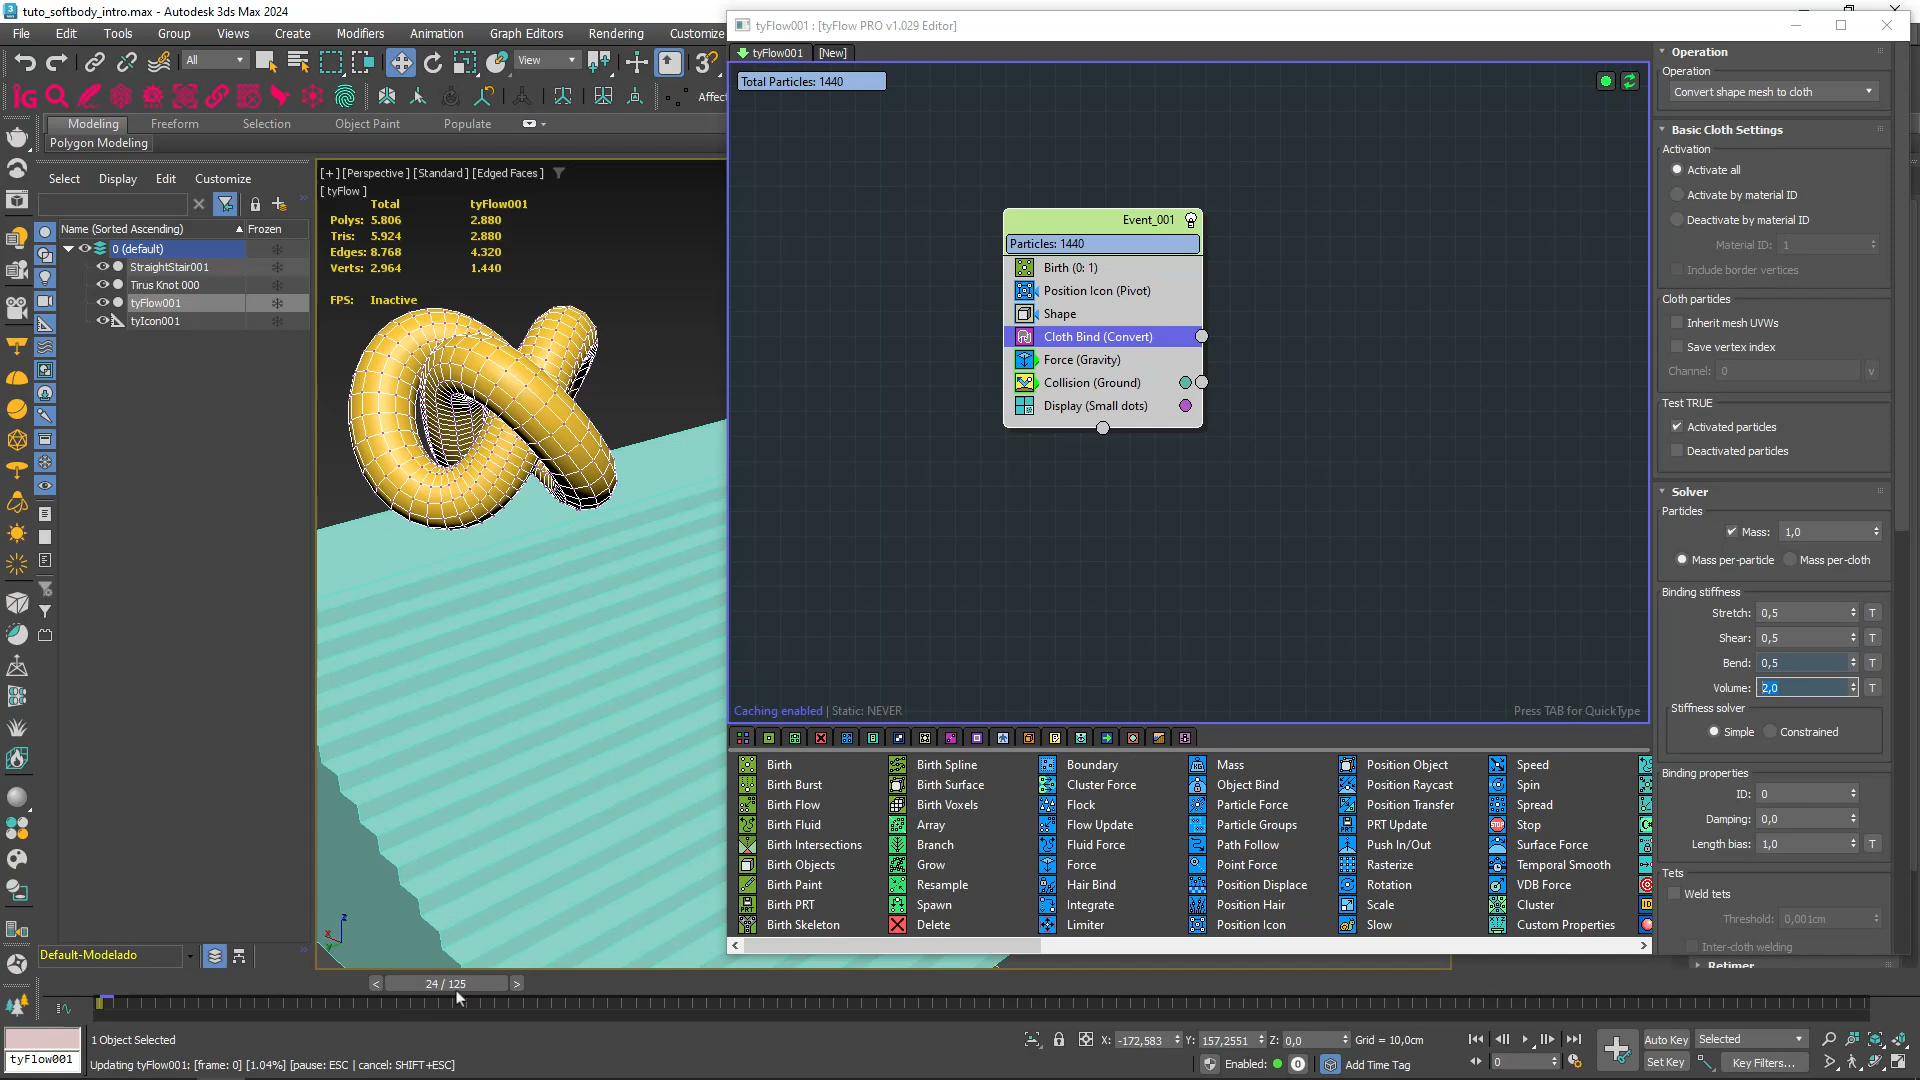 tuto_softbody_intro.max - Autodesk 3ds Max 2024
File Edit Tools Group Views Create Modifiers Animation Graph Editors Rendering Customize
All
View
Affect
Modeling Freeform Selection Object Paint Populate
Polygon Modeling
Select Display Edit Customize
Name (Sorted Ascending) Frozen
0 (default)
StraightStair001
Tirus Knot 000
tyFlow001
tyIcon001
Default-Modelado
[+] [Perspective ] [Standard ] [Edged Faces ]
[ tyFlow ]
Total tyFlow001
Polys: 5.806 2.880
Tris: 5.924 2.880
Edges: 8.768 4.320
Verts: 2.964 1.440
FPS: Inactive
tyFlow001 : [tyFlow PRO v1.029 Editor]
tyFlow001 [New]
Total Particles: 1440
Event_001
Particles: 1440
Birth (0: 1)
Position Icon (Pivot)
Shape
Cloth Bind (Convert)
Force (Gravity)
Collision (Ground)
Display (Small dots)
Caching enabled | Static: NEVER
Press TAB for QuickType
Birth Birth Spline Boundary Mass Position Object Speed
Birth Burst Birth Surface Cluster Force Object Bind Position Raycast Spin
Birth Flow Birth Voxels Flock Particle Force Position Transfer Spread
Birth Fluid Array Flow Update Particle Groups PRT Update Stop
Birth Intersections Branch Fluid Force Path Follow Push In/Out Surface Force
Birth Objects Grow Force Point Force Rasterize Temporal Smooth
Birth Paint Resample Hair Bind Position Displace Rotation VDB Force
Birth PRT Spawn Integrate Position Hair Scale Cluster
Birth Skeleton Delete Limiter Position Icon Slow Custom Properties
Operation
Operation
Convert shape mesh to cloth
Basic Cloth Settings
Activation
Activate all
Activate by material ID
Deactivate by material ID
Material ID: 1
Include border vertices
Cloth particles
Inherit mesh UVWs
Save vertex index
Channel: 0 v
Test TRUE
Activated particles
Deactivated particles
Solver
Particles
Mass: 1,0
Mass per-particle Mass per-cloth
Binding stiffness
Stretch: 0,5 T
Shear: 0,5 T
Bend: 0,5 T
Volume: 2,0 T
Stiffness solver
Simple Constrained
Binding properties
ID: 0
Damping: 0,0
Length bias: 1,0 T
Tets
Weld tets
Threshold: 0,001cm
Inter-cloth welding
Retimer
< 24 / 125 >
1 Object Selected
X: -172,583 Y: 157,2551 Z: 0,0 Grid = 10,0cm
Auto Key Selected
tyFlow001
Updating tyFlow001: [frame: 0] [1.04%] [pause: ESC | cancel: SHIFT+ESC]
Enabled: 0 Add Time Tag
0
Set Key Key Filters...